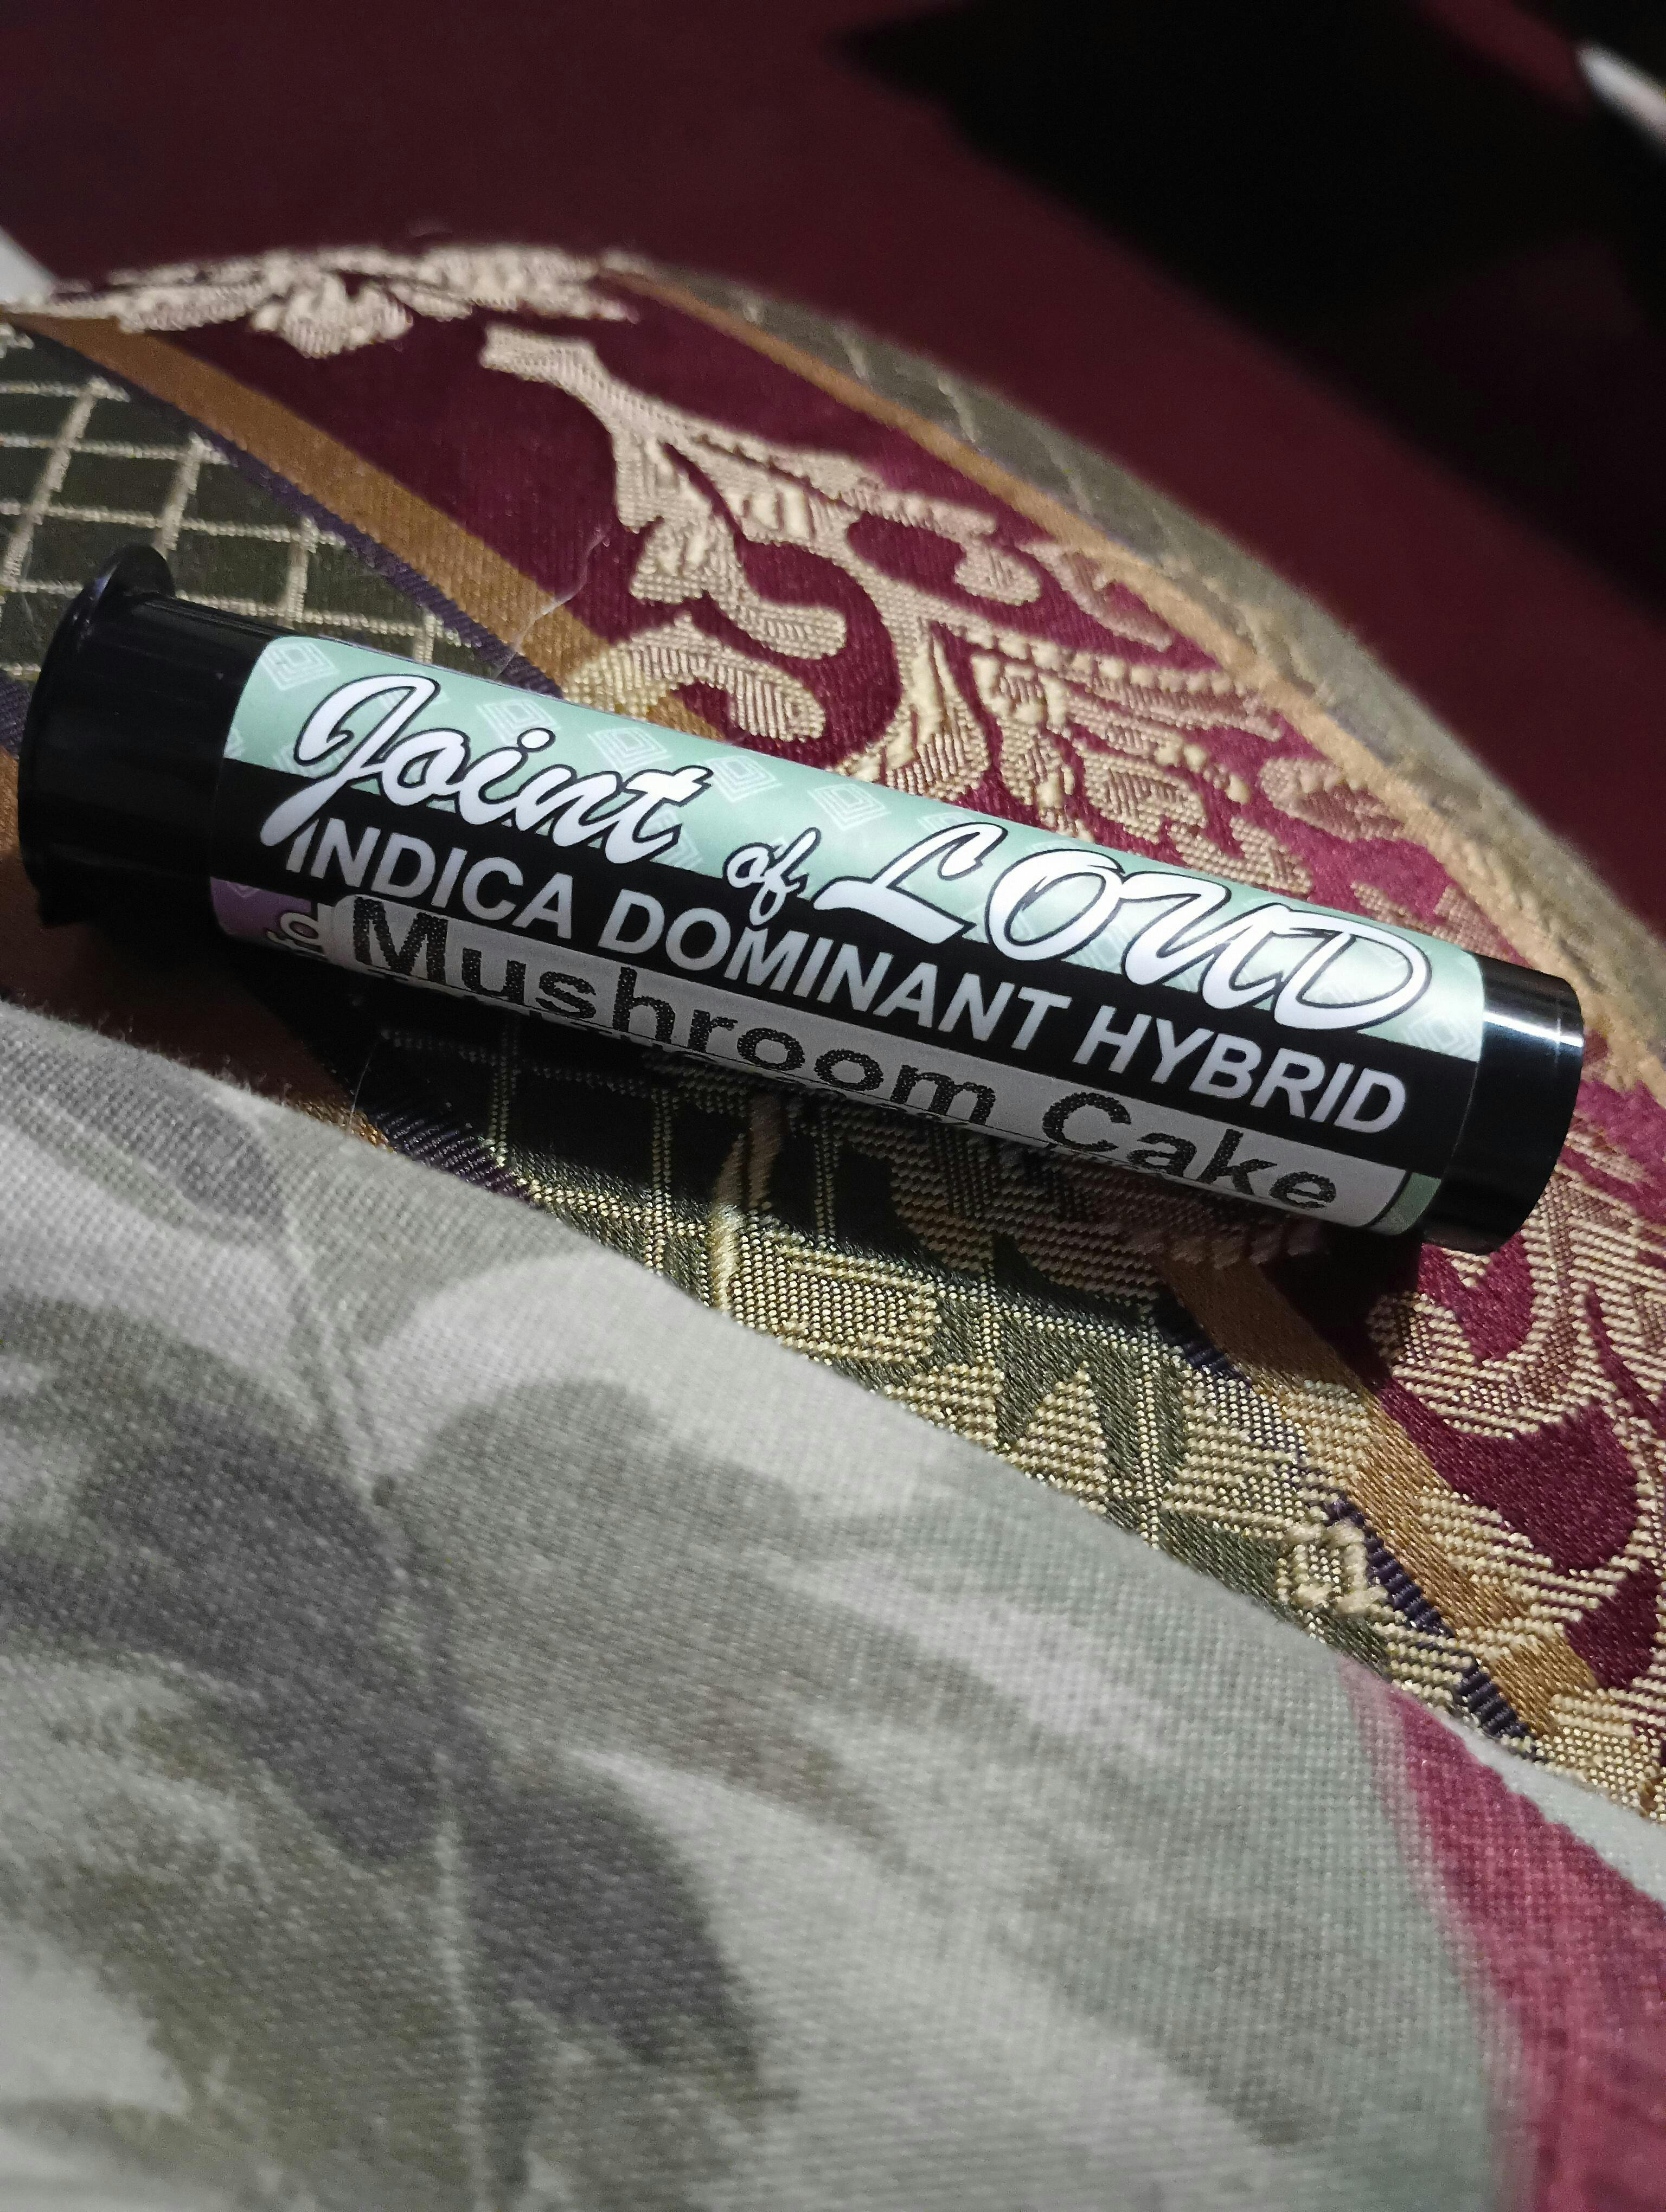 Joint of LOUD
INDICA DOMINANT HYBRID
Mushroom Cake